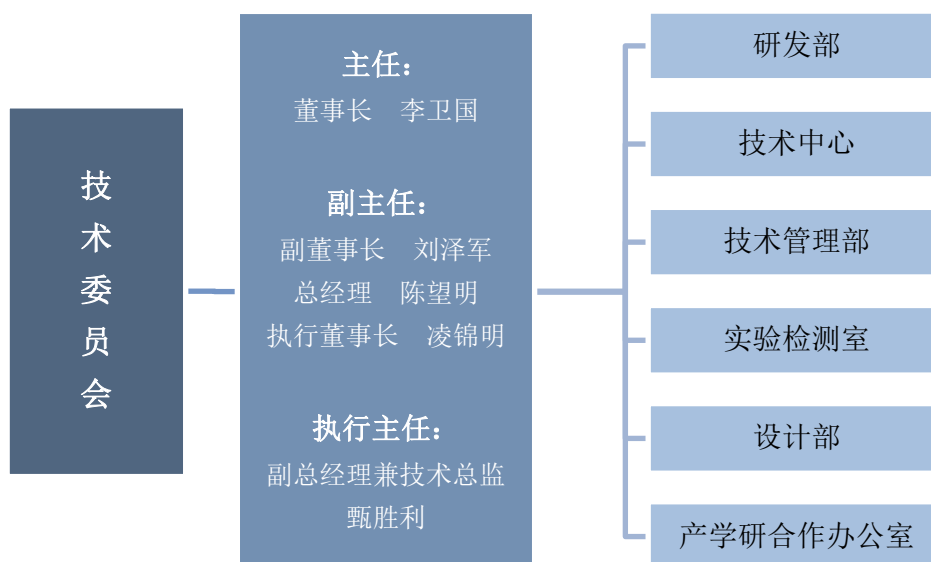 技
术
委
员
会
主任：
董事长 李卫国
副主任：
副董事长 刘泽军
总经理 陈望明
执行董事长 凌锦明
执行主任：
副总经理兼技术总监
甄胜利
研发部
技术中心
技术管理部
实验检测室
设计部
产学研合作办公室